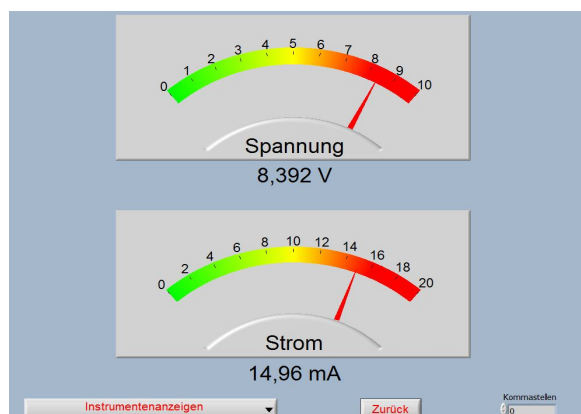 0 1 2 3 4 5 6 7 8 9 10
Spannung
8,392 V
0 2 4 6 8 10 12 14 16 18 20
Strom
14,96 mA
Kommastelen
Instrumentenanzeigen
Zurück
0